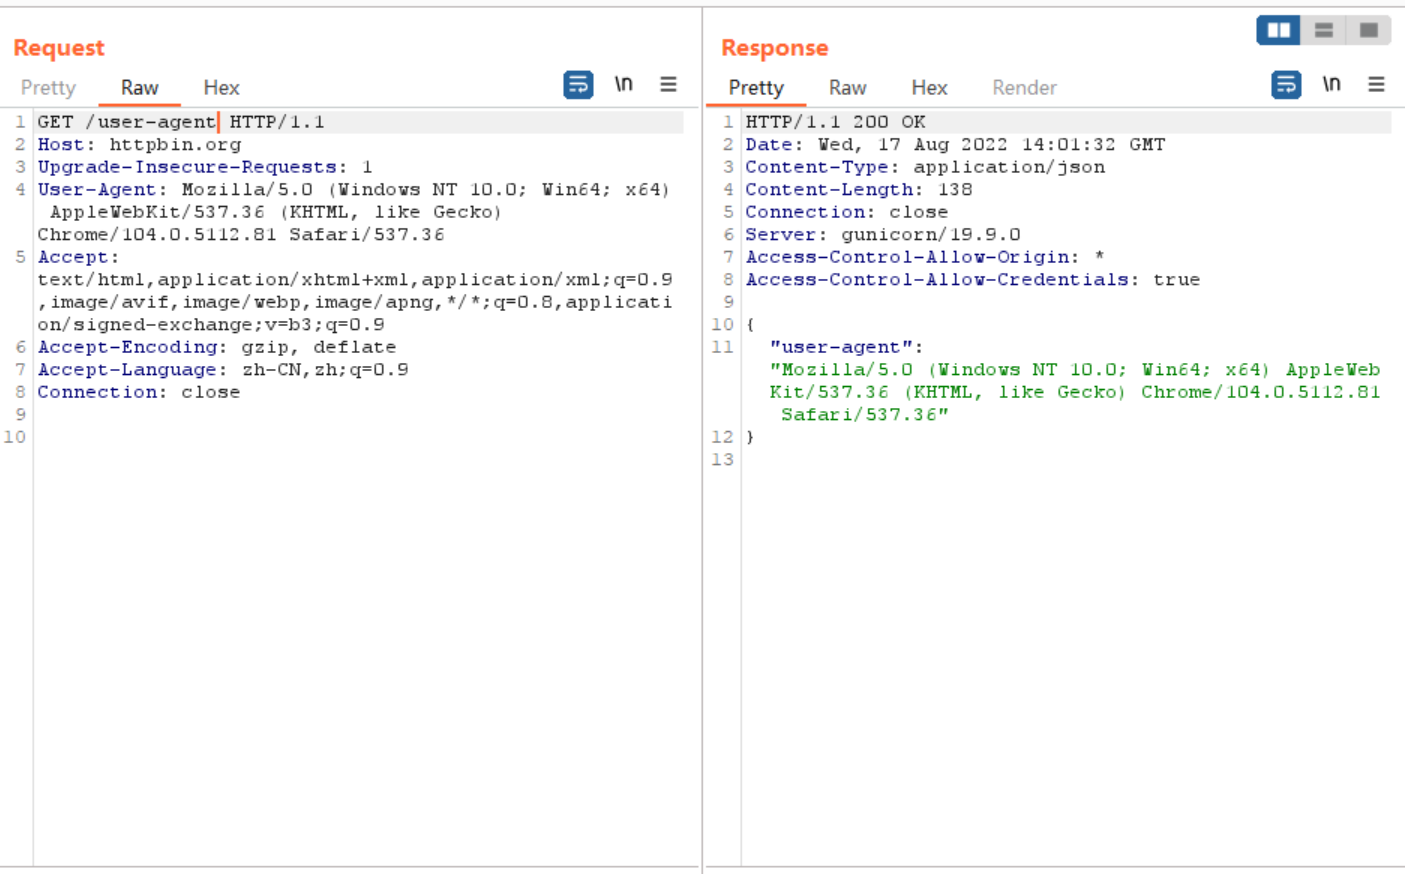 Request
Pretty Raw Hex \n
1 GET /user-agent HTTP/1.1
2 Host: httpbin.org
3 Upgrade-Insecure-Requests: 1
4 User-Agent: Mozilla/5.0 (Windows NT 10.0; Win64; x64)
AppleWebKit/537.36 (KHTML, like Gecko)
Chrome/104.0.5112.81 Safari/537.36
5 Accept:
text/html,application/xhtml+xml,application/xml;q=0.9
,image/avif,image/webp,image/apng,*/*;q=0.8,applicati
on/signed-exchange;v=b3;q=0.9
6 Accept-Encoding: gzip, deflate
7 Accept-Language: zh-CN,zh;q=0.9
8 Connection: close
9
10
Response
Pretty Raw Hex Render \n
1 HTTP/1.1 200 OK
2 Date: Wed, 17 Aug 2022 14:01:32 GMT
3 Content-Type: application/json
4 Content-Length: 138
5 Connection: close
6 Server: gunicorn/19.9.0
7 Access-Control-Allow-Origin: *
8 Access-Control-Allow-Credentials: true
9
10 {
11 "user-agent":
"Mozilla/5.0 (Windows NT 10.0; Win64; x64) AppleWeb
Kit/537.36 (KHTML, like Gecko) Chrome/104.0.5112.81
Safari/537.36"
12 }
13